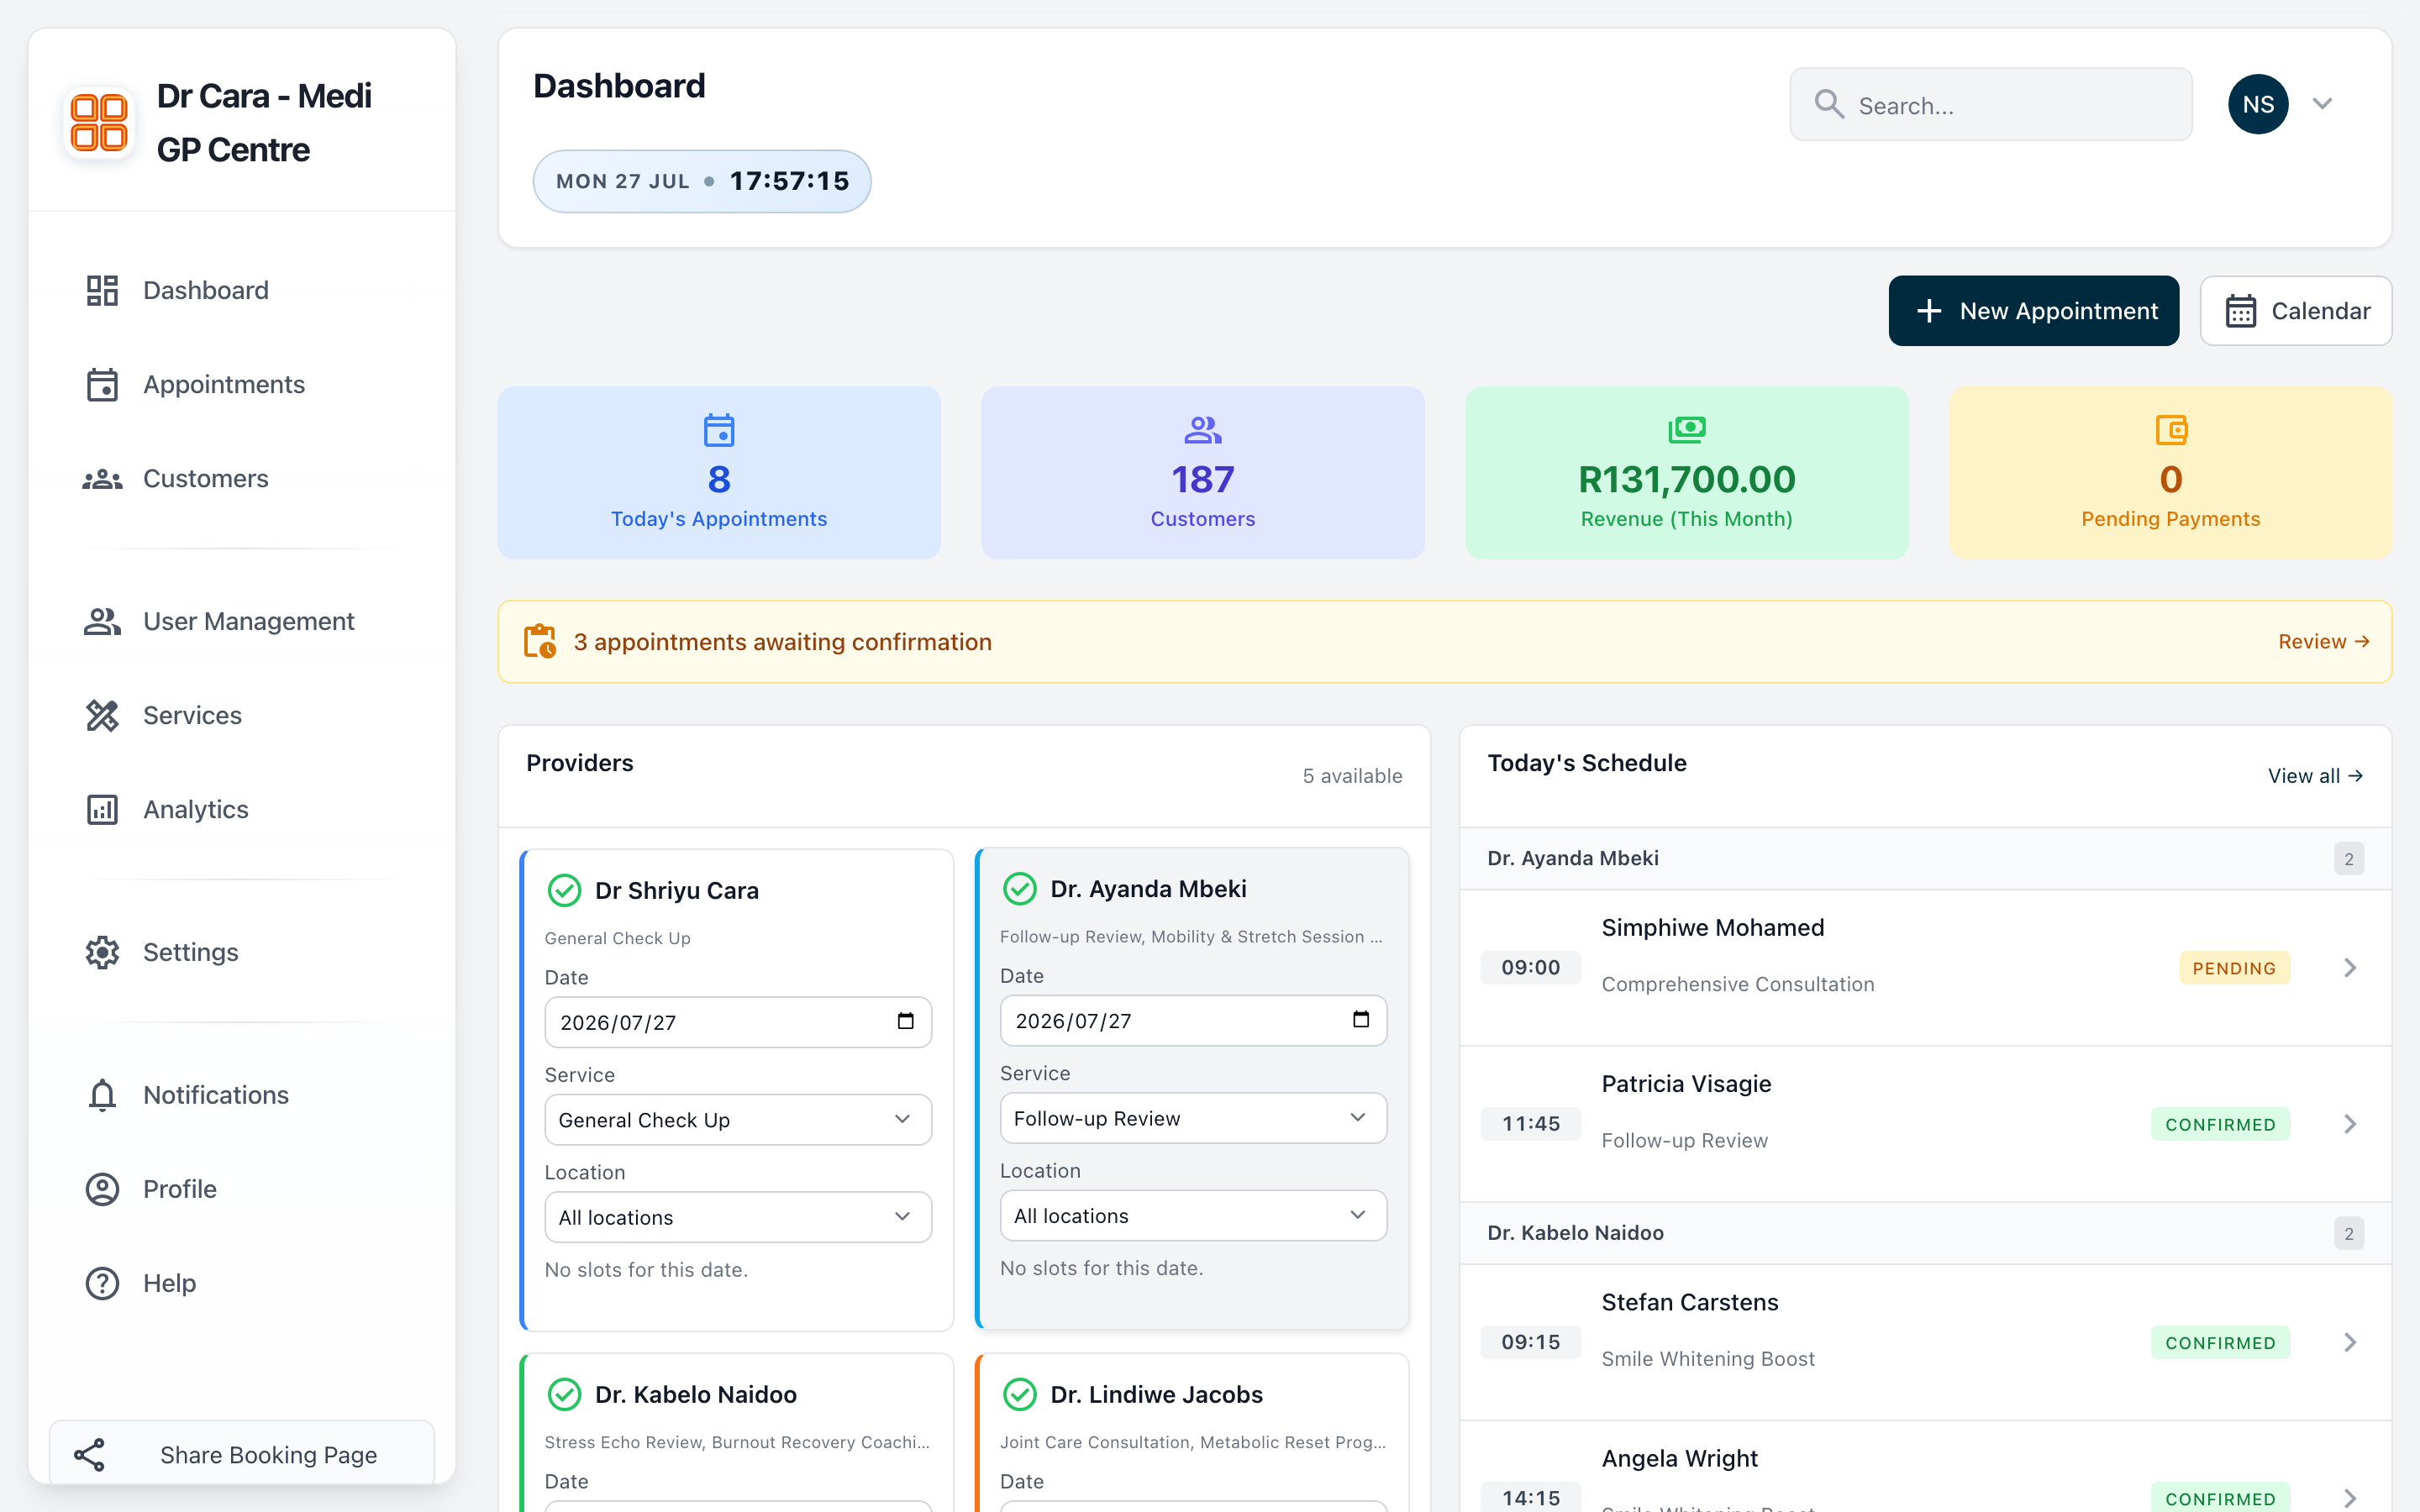 Dr Cara - Medi
GP Centre
Dashboard
Appointments
Customers
User Management
Services
Analytics
Settings
Notifications
Profile
Help
Share Booking Page
Dashboard
MON 27 JUL • 17:57:15
Search...
NS
New Appointment
Calendar
8
Today's Appointments
187
Customers
R131,700.00
Revenue (This Month)
0
Pending Payments
3 appointments awaiting confirmation
Review →
Providers
5 available
Dr Shriyu Cara
General Check Up
Date
2026/07/27
Service
General Check Up
Location
All locations
No slots for this date.
Dr. Ayanda Mbeki
Follow-up Review, Mobility & Stretch Session ...
Date
2026/07/27
Service
Follow-up Review
Location
All locations
No slots for this date.
Dr. Kabelo Naidoo
Stress Echo Review, Burnout Recovery Coachi...
Date
Dr. Lindiwe Jacobs
Joint Care Consultation, Metabolic Reset Prog...
Date
Today's Schedule
View all →
Dr. Ayanda Mbeki
2
09:00
Simphiwe Mohamed
Comprehensive Consultation
PENDING
11:45
Patricia Visagie
Follow-up Review
CONFIRMED
Dr. Kabelo Naidoo
2
09:15
Stefan Carstens
Smile Whitening Boost
CONFIRMED
14:15
Angela Wright
CONFIRMED